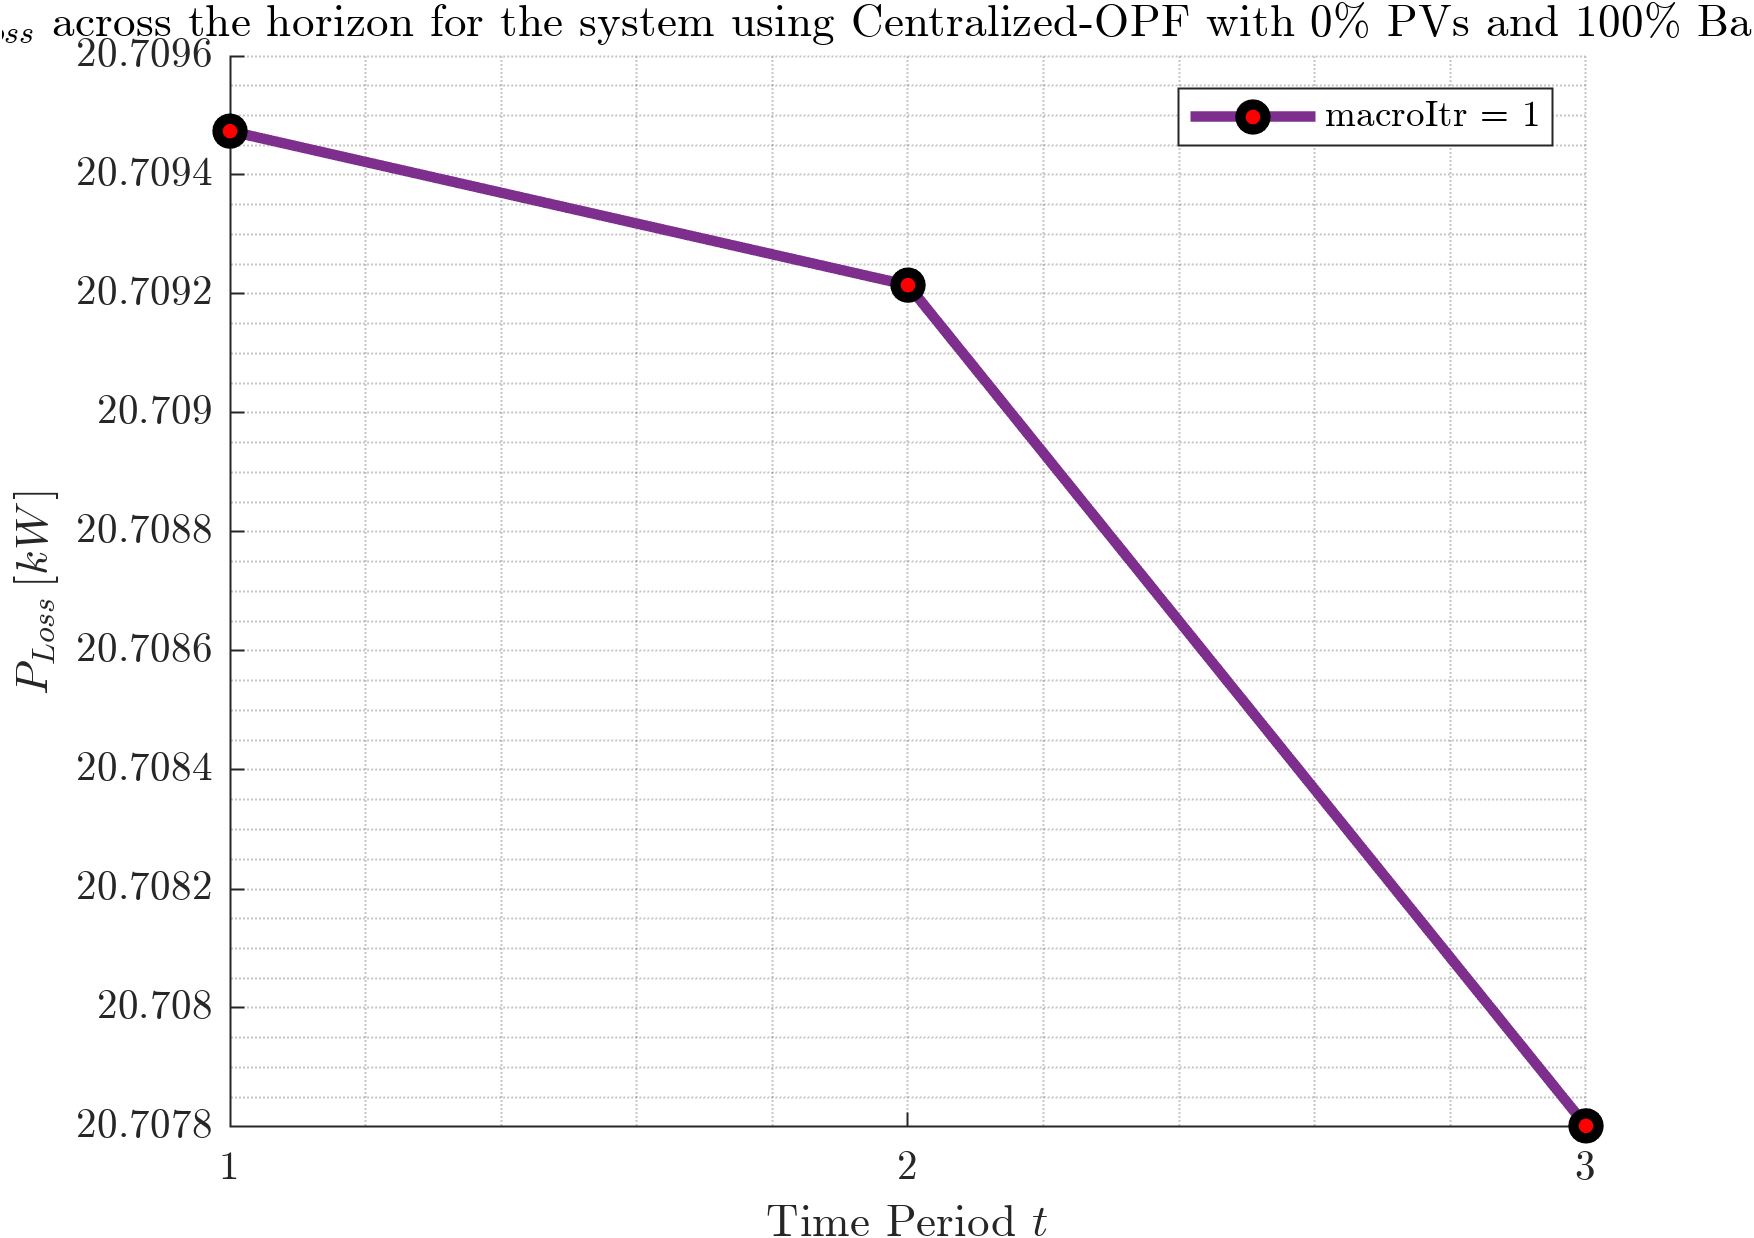 oss across the horizon for the system using Centralized-OPF with 0% PVs and 100% Ba
macroItr = 1
20.7096
20.7094
20.7092
20.709
20.7088
20.7086
20.7084
20.7082
20.708
20.7078
P_Loss [kW]
1 2 3
Time Period t